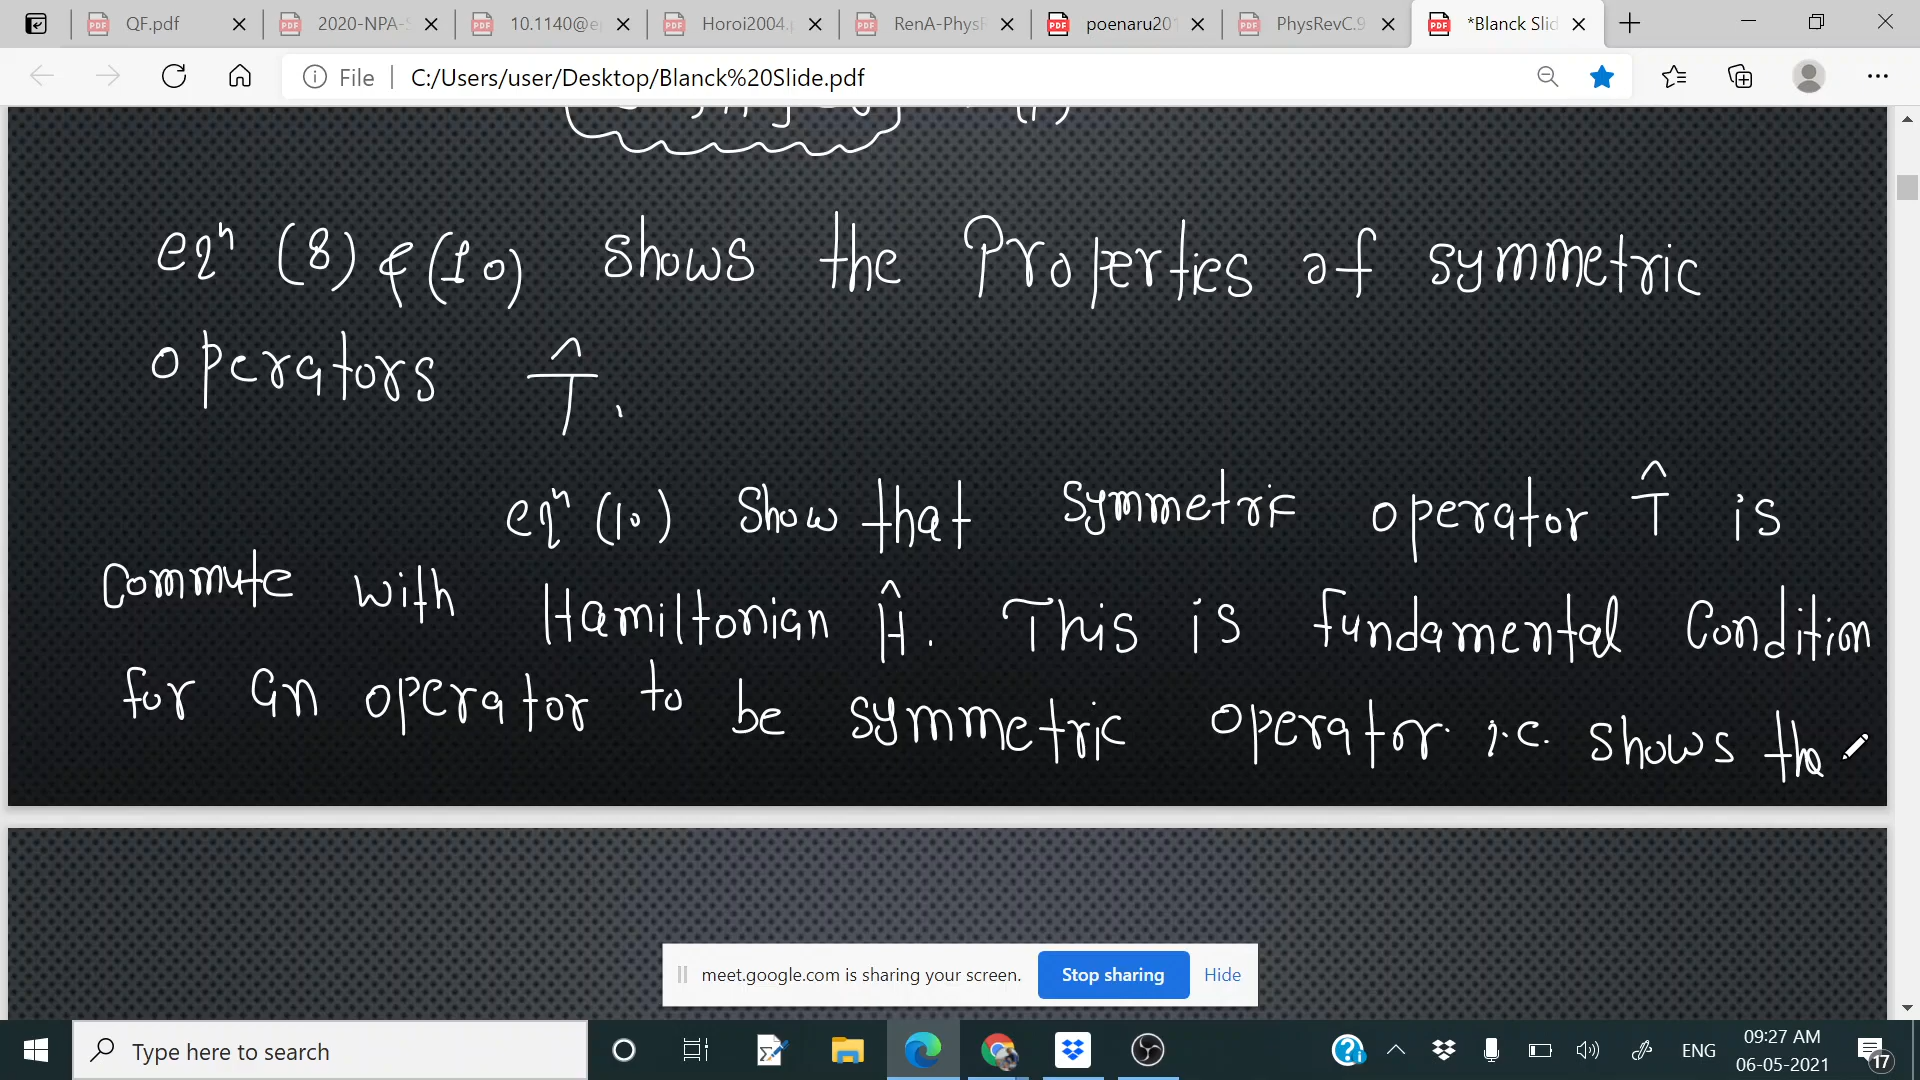 QF.pdf
2020-NPA-S
10.1140@e
Horoi2004.
RenA-PhysR
poenaru20
PhysRevC.9
*Blanck Slid
File
C:/Users/user/Desktop/Blanck%20Slide.pdf
eqⁿ (8) & (10) shows the Properties of symmetric
operators T̂.
eqⁿ (10) Show that symmetric operator T̂ is
Commute with Hamiltonian Ĥ. This is fundamental Condition
for an operator to be symmetric operator. i.e. shows the
meet.google.com is sharing your screen. Stop sharing Hide
Type here to search
ENG
09:27 AM
06-05-2021
17